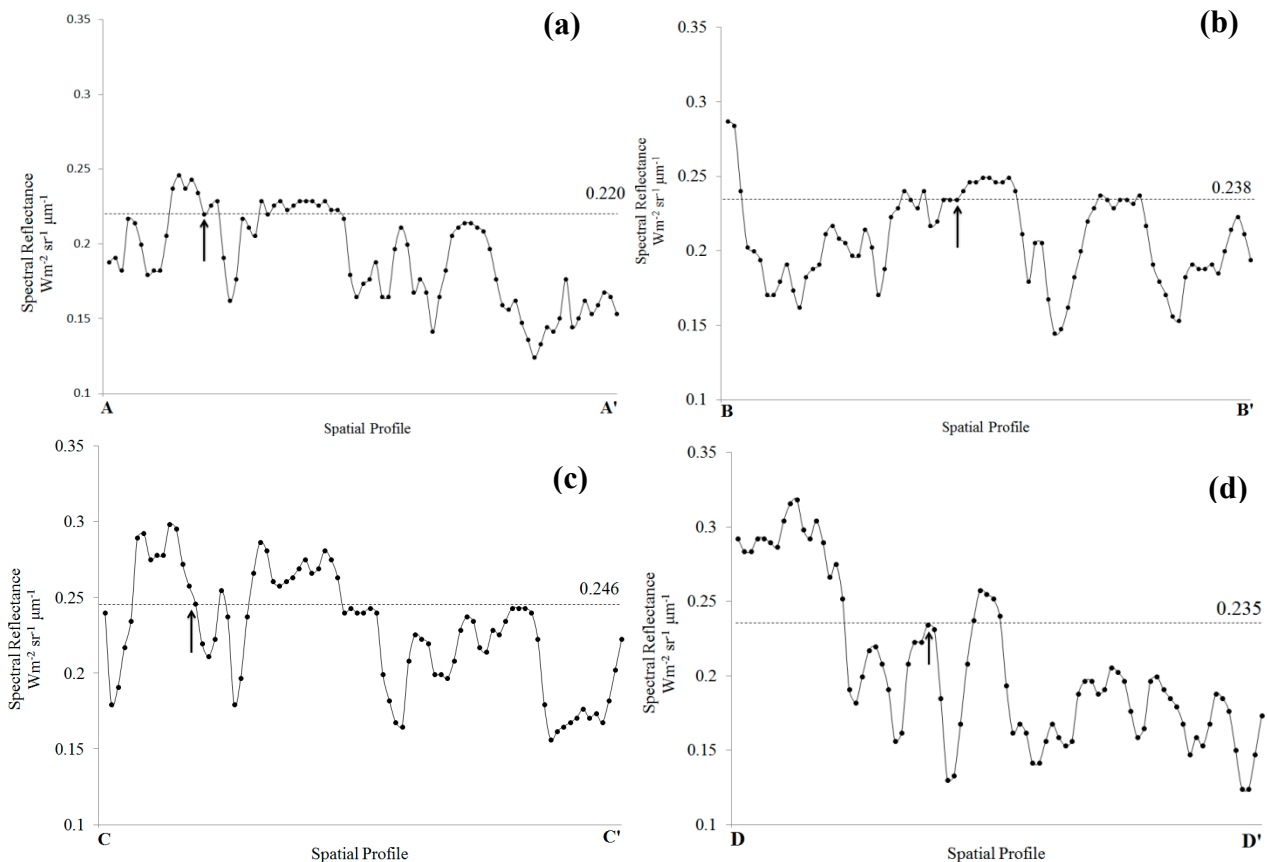 (a)
0.35
0.3
0.25
0.2
0.15
0.1
Spectral Reflectance
Wm⁻² sr⁻¹ µm⁻¹
0.220
A
A'
Spatial Profile
(b)
0.35
0.3
0.25
0.2
0.15
0.1
Spectral Reflectance
Wm⁻² sr⁻¹ µm⁻¹
0.238
B
B'
Spatial Profile
(c)
0.35
0.3
0.25
0.2
0.15
0.1
Spectral Reflectance
Wm⁻² sr⁻¹ µm⁻¹
0.246
C
C'
Spatial Profile
(d)
0.35
0.3
0.25
0.2
0.15
0.1
Spectral Reflectance
Wm⁻² sr⁻¹ µm⁻¹
0.235
D
D'
Spatial Profile